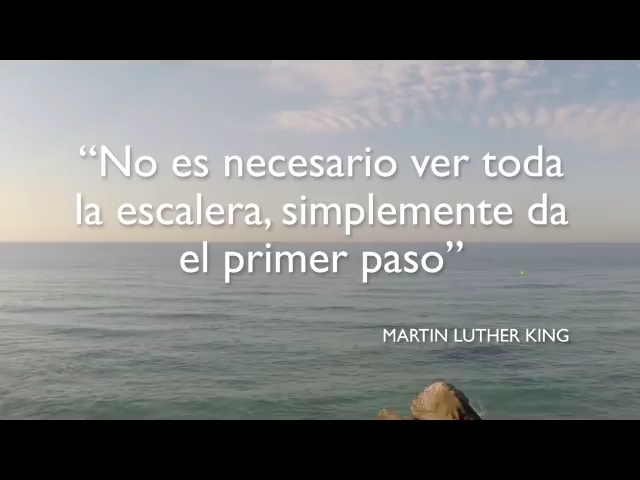 “No es necesario ver toda
la escalera, simplemente da
el primer paso”
MARTIN LUTHER KING